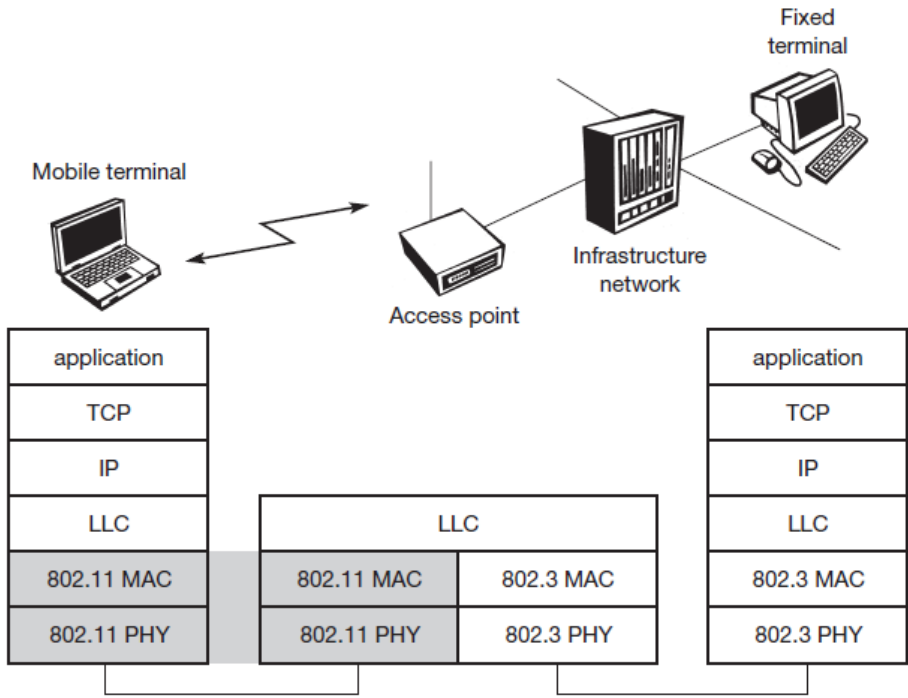 Fixed
terminal
Mobile terminal
Infrastructure
network
Access point
application
TCP
IP
LLC
802.11 MAC
802.11 PHY
LLC
802.11 MAC
802.3 MAC
802.11 PHY
802.3 PHY
application
TCP
IP
LLC
802.3 MAC
802.3 PHY